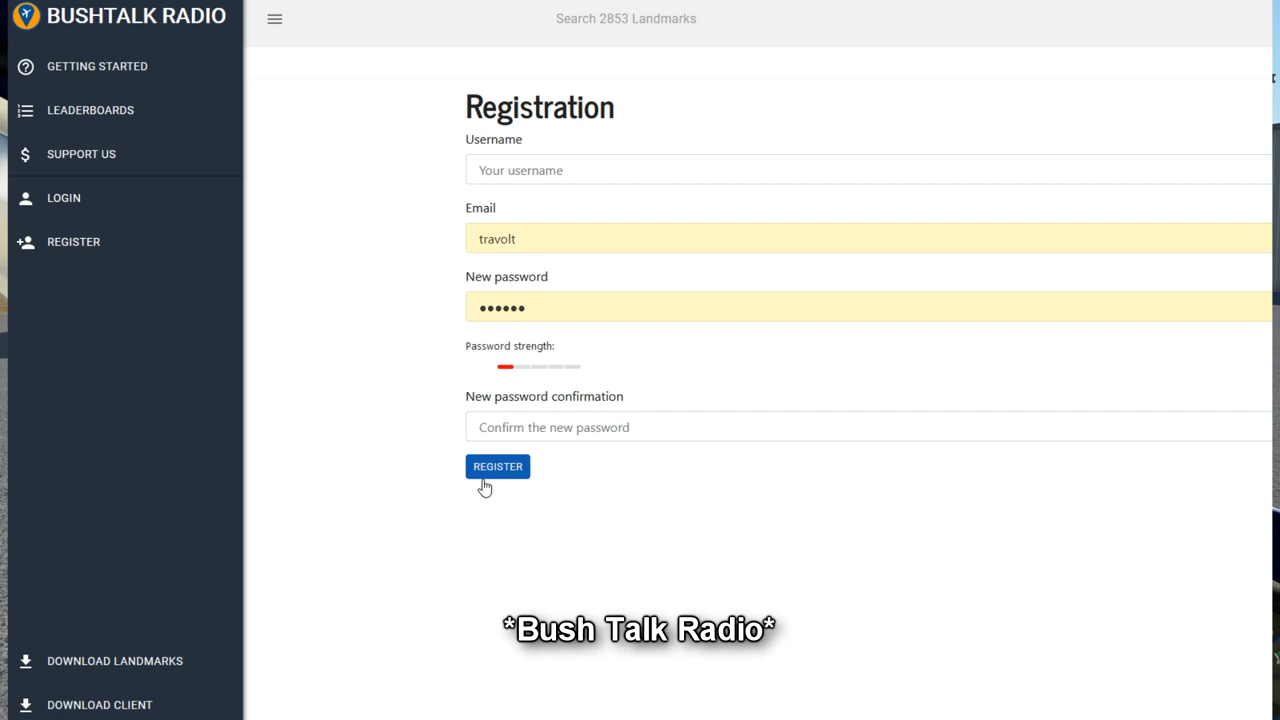 BUSHTALK RADIO
GETTING STARTED
LEADERBOARDS
SUPPORT US
LOGIN
REGISTER
DOWNLOAD LANDMARKS
DOWNLOAD CLIENT
Search 2853 Landmarks
Registration
Username
Your username
Email
travolt
New password
••••••
Password strength:
New password confirmation
Confirm the new password
REGISTER
*Bush Talk Radio*